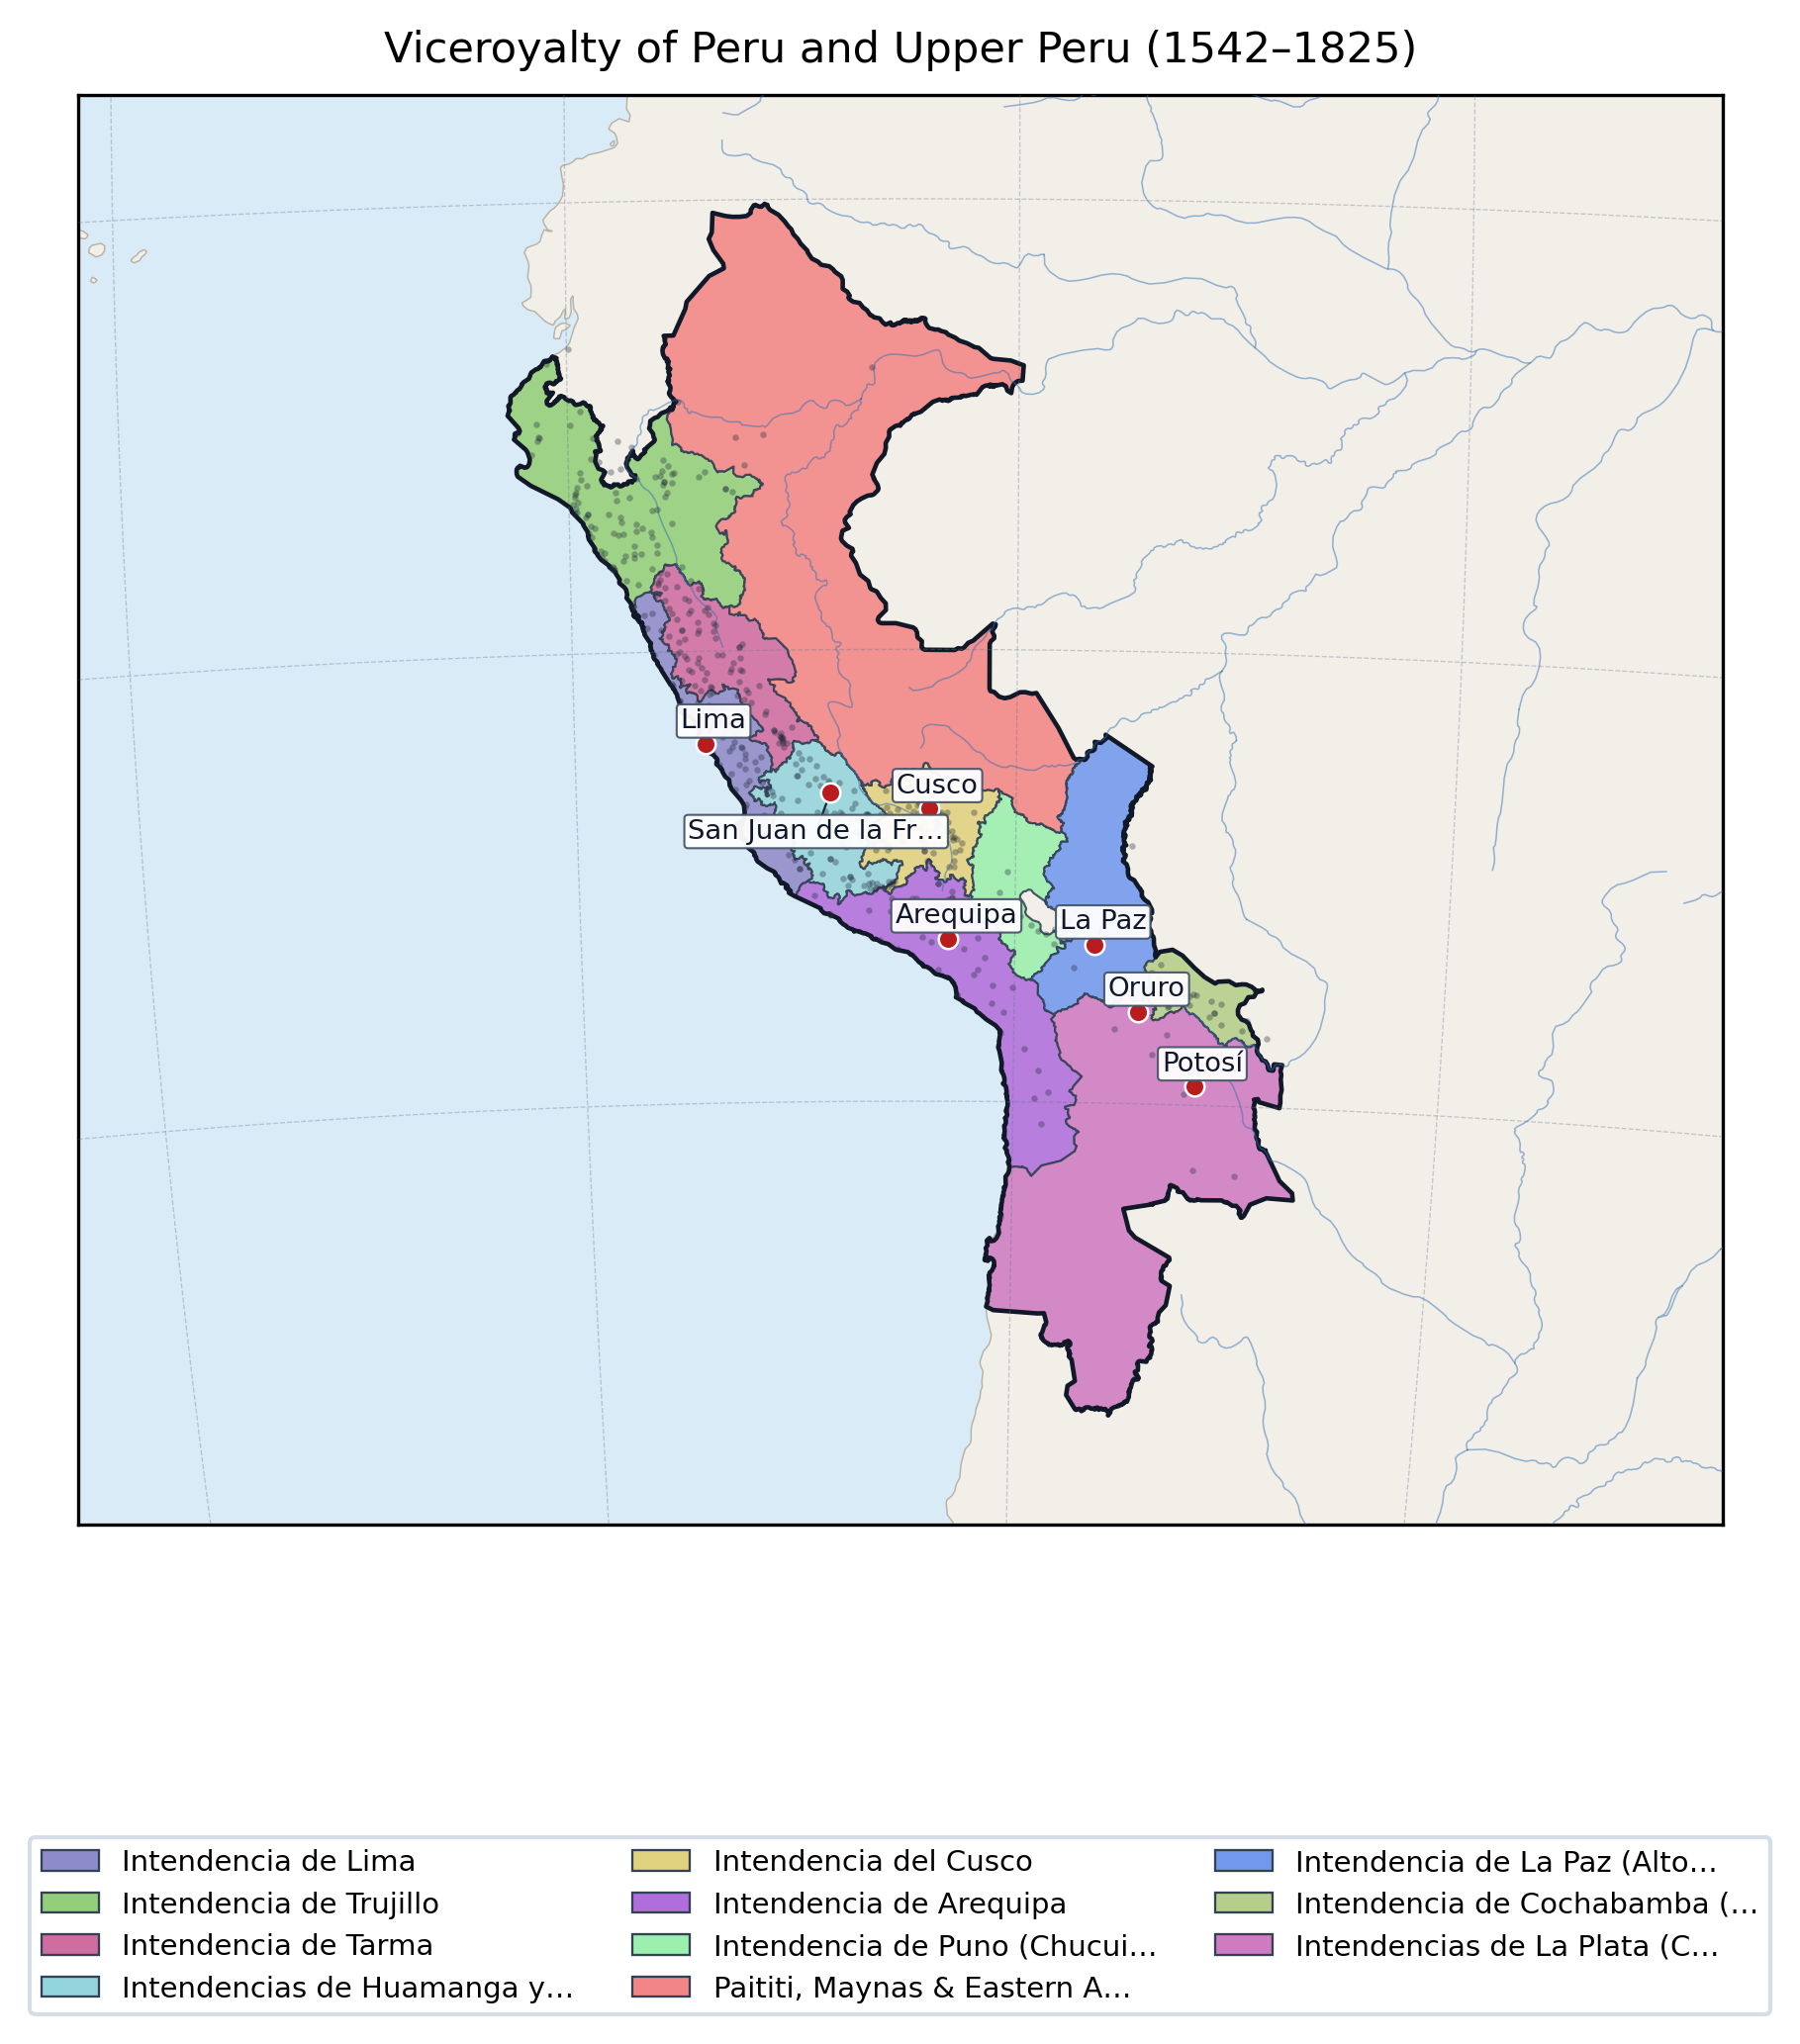 Viceroyalty of Peru and Upper Peru (1542–1825)
Lima
Cusco
San Juan de la Fr...
Arequipa
La Paz
Oruro
Potosí
Intendencia de Lima
Intendencia de Trujillo
Intendencia de Tarma
Intendencias de Huamanga y...
Intendencia del Cusco
Intendencia de Arequipa
Intendencia de Puno (Chucui...
Paititi, Maynas & Eastern A...
Intendencia de La Paz (Alto...
Intendencia de Cochabamba (...
Intendencias de La Plata (C...